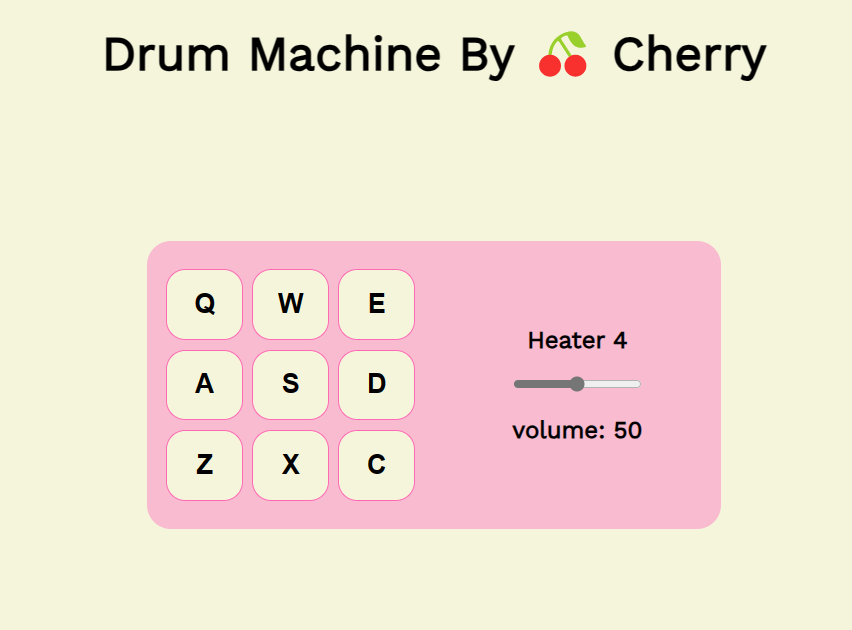 Drum Machine By 🍒 Cherry
Q W E
A S D
Z X C
Heater 4
volume: 50